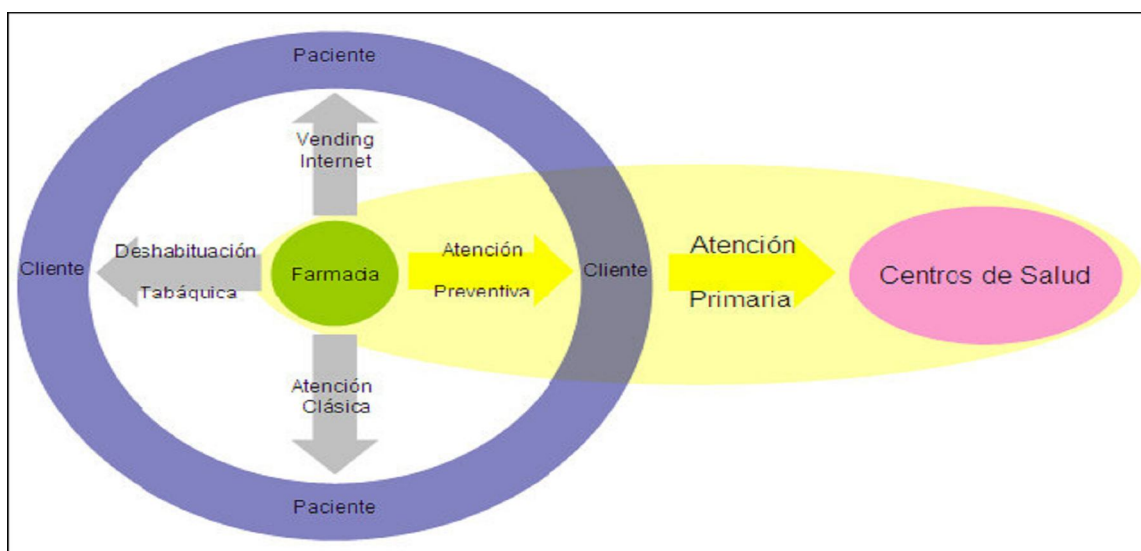 Paciente
Vending
Internet
Deshabituación
Tabáquica
Cliente
Farmacia
Atención
Preventiva
Cliente
Atención
Primaria
Centros de Salud
Atención
Clásica
Paciente